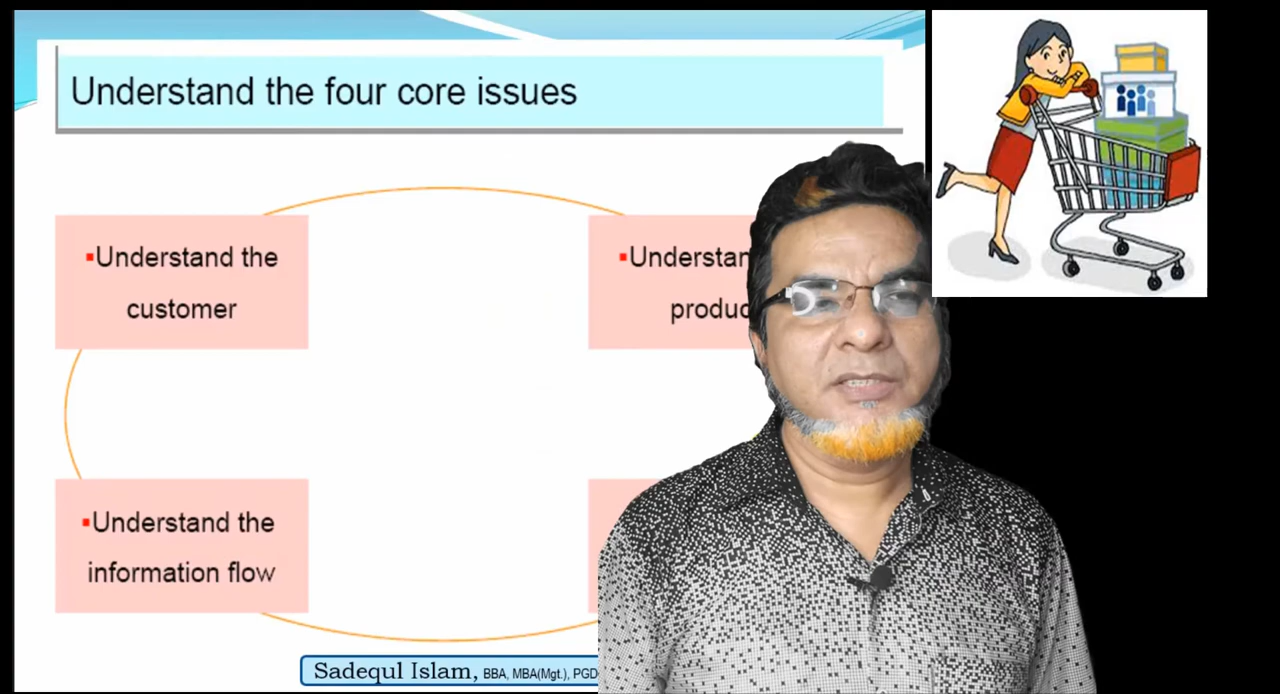 Understand the four core issues
▪Understand the
customer
▪Understan
produc
▪Understand the
information flow
Sadequl Islam, BBA, MBA(Mgt.), PGD